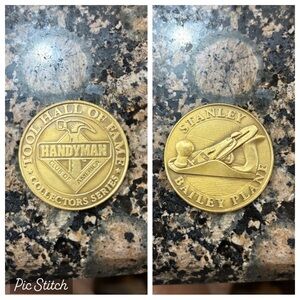 TOOL HALL OF FAME
HANDYMAN
COLLECTORS SERIES
STANLEY
BAILEY PLANE
Pic Stitch